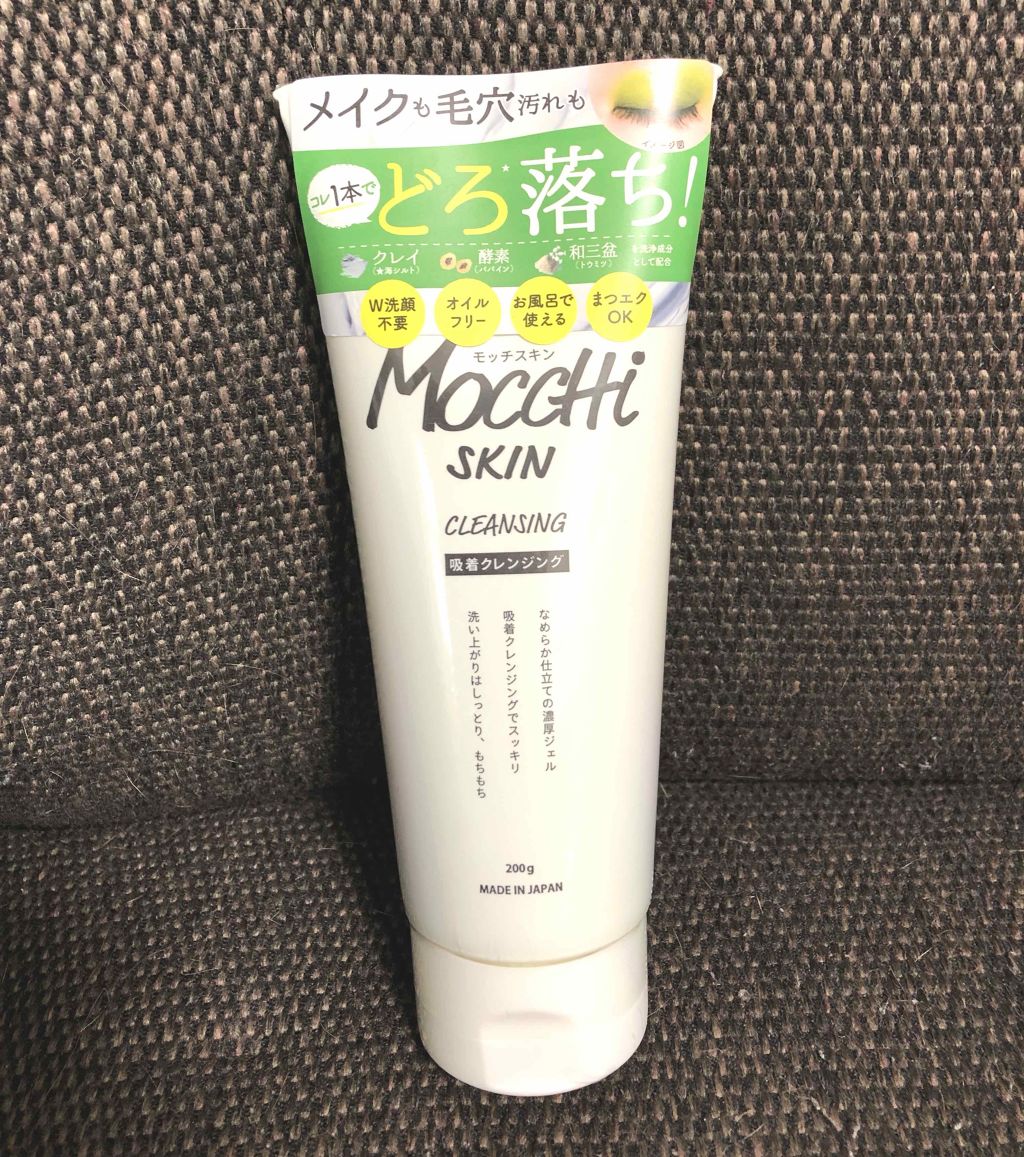 メイクも毛穴汚れも
イメージ図
コレ1本で
どろ★落ち!
クレイ
(★海シルト)
酵素
(パパイン)
和三盆
(トウミツ)
を洗浄成分
として配合
W洗顔
不要
オイル
フリー
お風呂で
使える
まつエク
OK
モッチスキン
MoccHi
SKIN
CLEANSING
吸着クレンジング
なめらか仕立ての濃厚ジェル
吸着クレンジングでスッキリ
洗い上がりはしっとり、もちもち
200g
MADE IN JAPAN